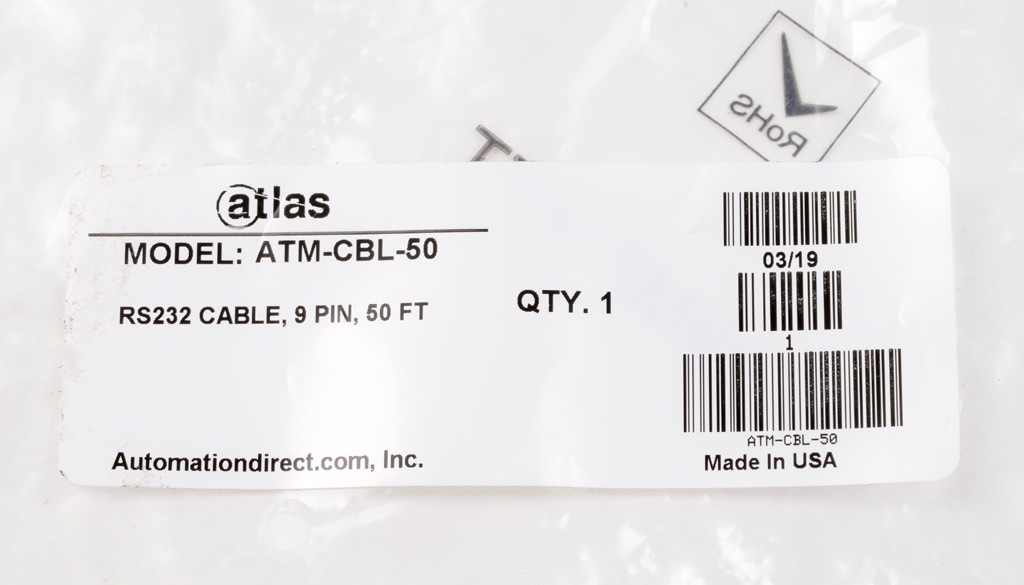 RoHS
atlas
MODEL: ATM-CBL-50
RS232 CABLE, 9 PIN, 50 FT
QTY. 1
03/19
1
ATM-CBL-50
Automationdirect.com, Inc.
Made In USA